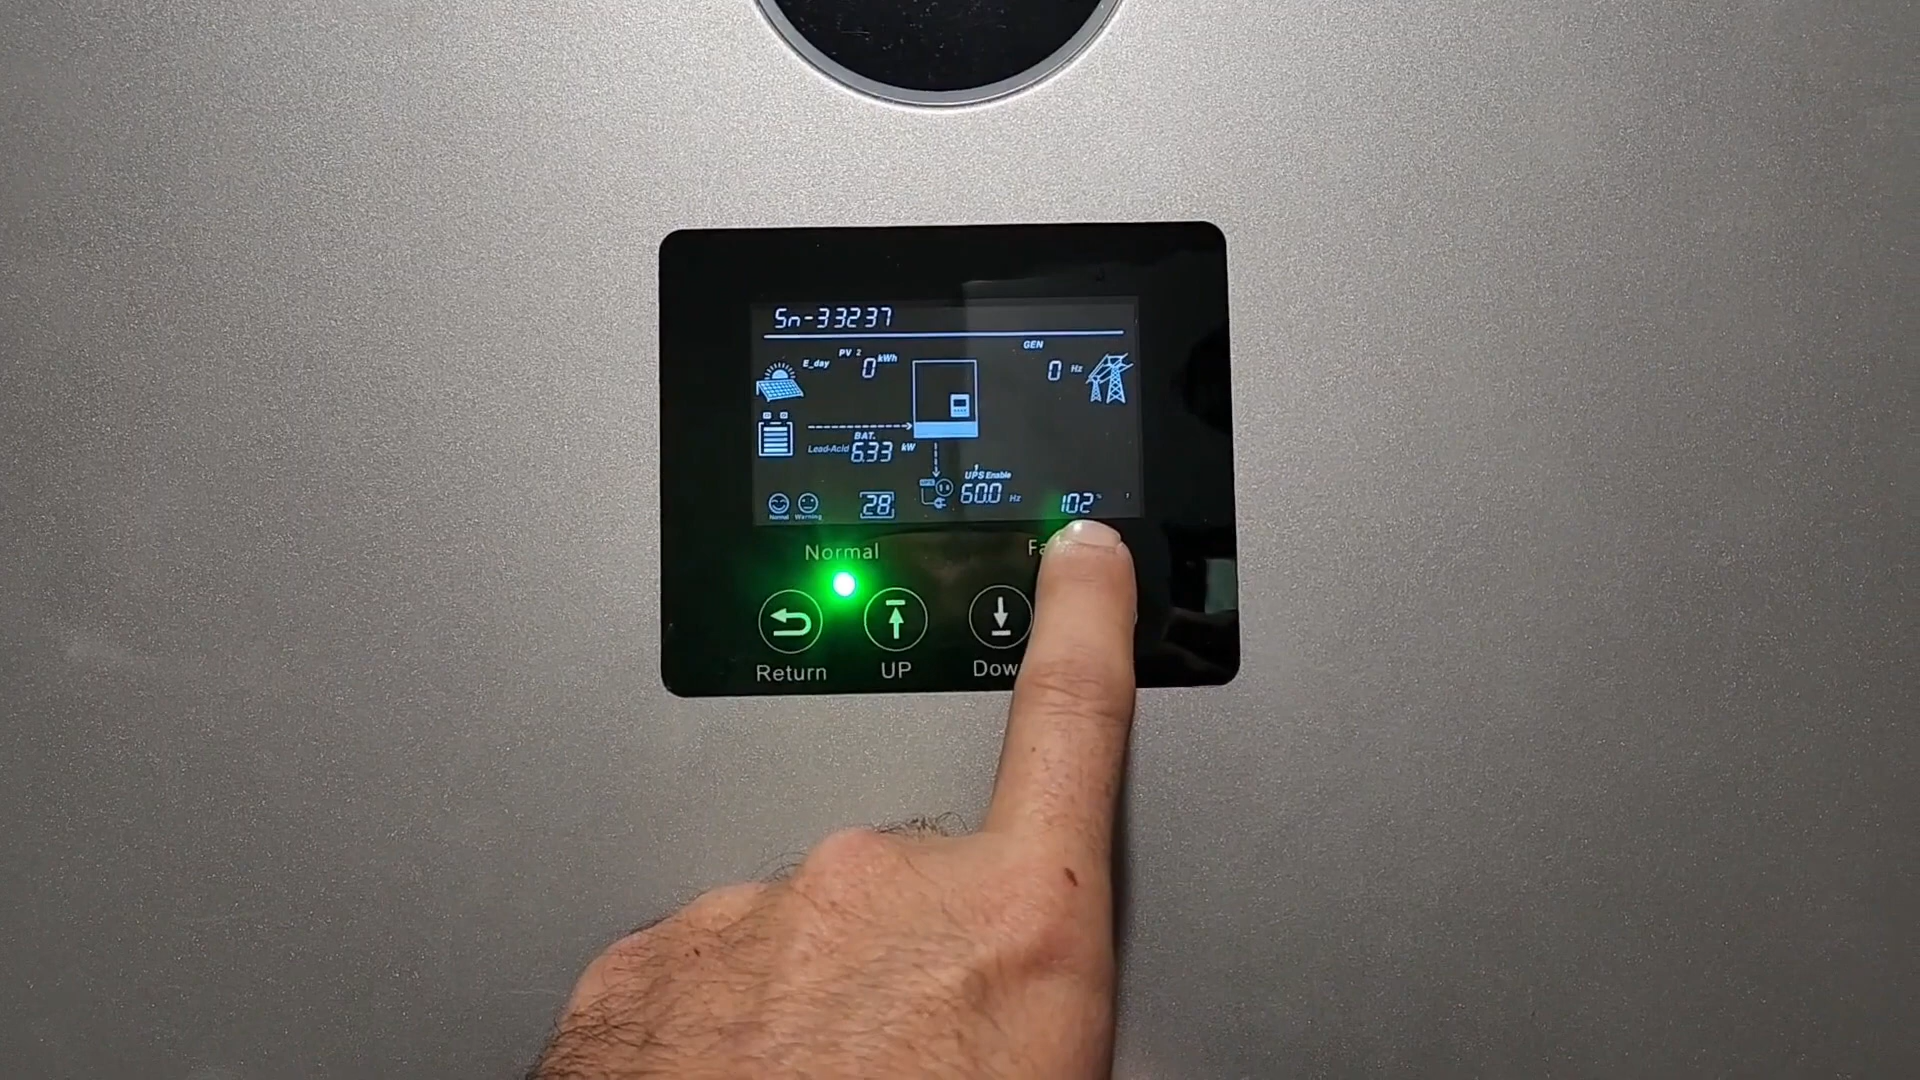 Sn-33237
PV 2
E_day 0 kWh
GEN
0 Hz
BAT.
Lead-Acid 6.33 kW
1
UPS Enable
60.0 Hz
Normal Warning
28
102 %
Normal
Return
UP